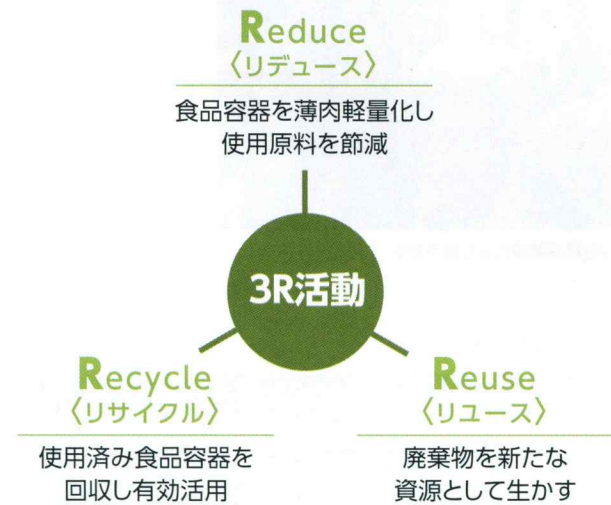 Reduce
〈リデュース〉
食品容器を薄肉軽量化し
使用原料を節減
3R活動
Recycle
〈リサイクル〉
使用済み食品容器を
回収し有効活用
Reuse
〈リユース〉
廃棄物を新たな
資源として生かす